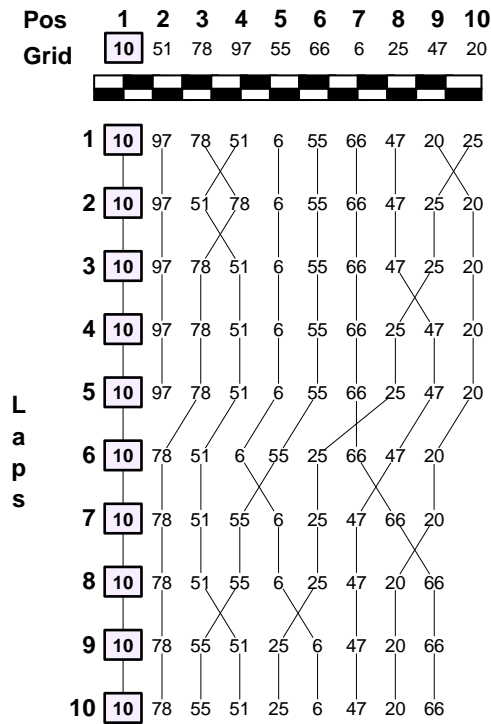 Pos 1 2 3 4 5 6 7 8 9 10
Grid 10 51 78 97 55 66 6 25 47 20
1 10 97 78 51 6 55 66 47 20 25
2 10 97 51 78 6 55 66 47 25 20
3 10 97 78 51 6 55 66 47 25 20
4 10 97 78 51 6 55 66 25 47 20
5 10 97 78 51 6 55 66 25 47 20
6 10 78 51 6 55 25 66 47 20
7 10 78 51 55 6 25 47 66 20
8 10 78 51 55 6 25 47 20 66
9 10 78 55 51 25 6 47 20 66
10 10 78 55 51 25 6 47 20 66
Laps